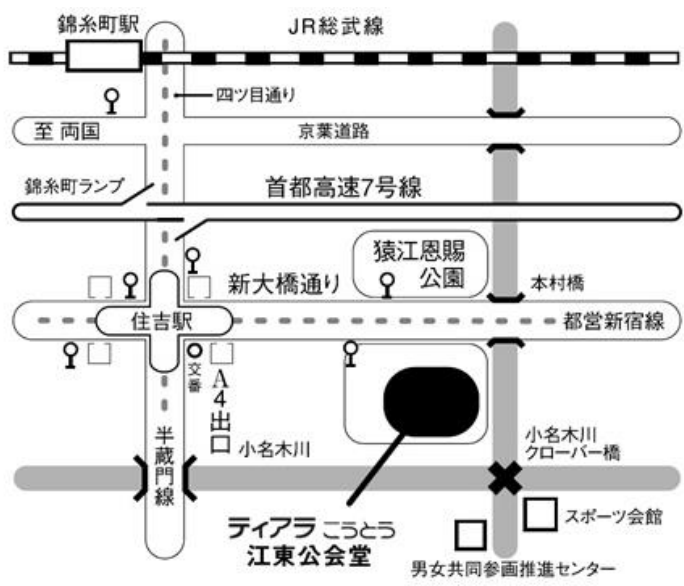 錦糸町駅
JR総武線
四ツ目通り
至 両国
京葉道路
錦糸町ランプ
首都高速7号線
猿江恩賜
公園
新大橋通り
本村橋
住吉駅
都営新宿線
交番
A4出口
半蔵門線
小名木川
小名木川
クローバー橋
ティアラ こうとう
江東公会堂
スポーツ会館
男女共同参画推進センター